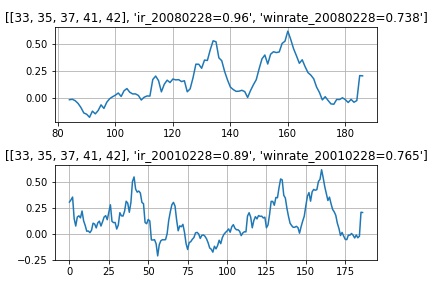 [[33, 35, 37, 41, 42], 'ir_20080228=0.96', 'winrate_20080228=0.738']
0.50
0.25
0.00
80 100 120 140 160 180
[[33, 35, 37, 41, 42], 'ir_20010228=0.89', 'winrate_20010228=0.765']
0.50
0.25
0.00
−0.25
0 25 50 75 100 125 150 175